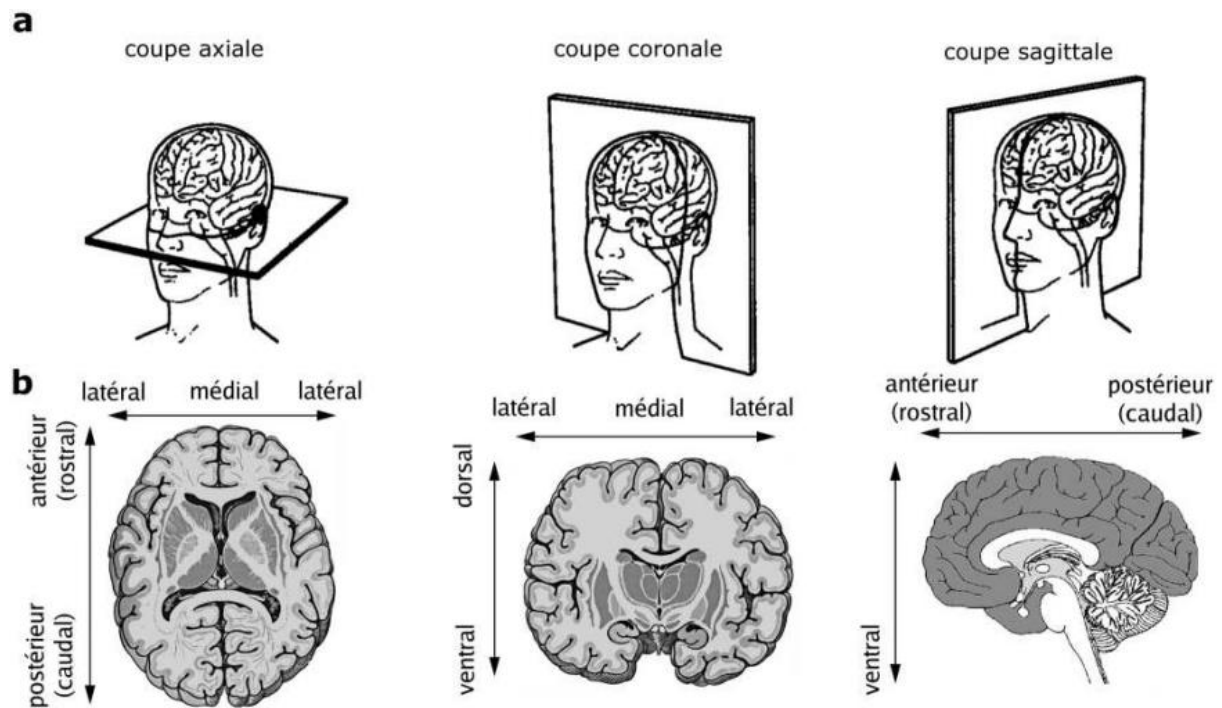 a
coupe axiale
coupe coronale
coupe sagittale
b
latéral médial latéral
antérieur
(rostral)
postérieur
(caudal)
latéral médial latéral
dorsal
ventral
antérieur
(rostral)
postérieur
(caudal)
ventral